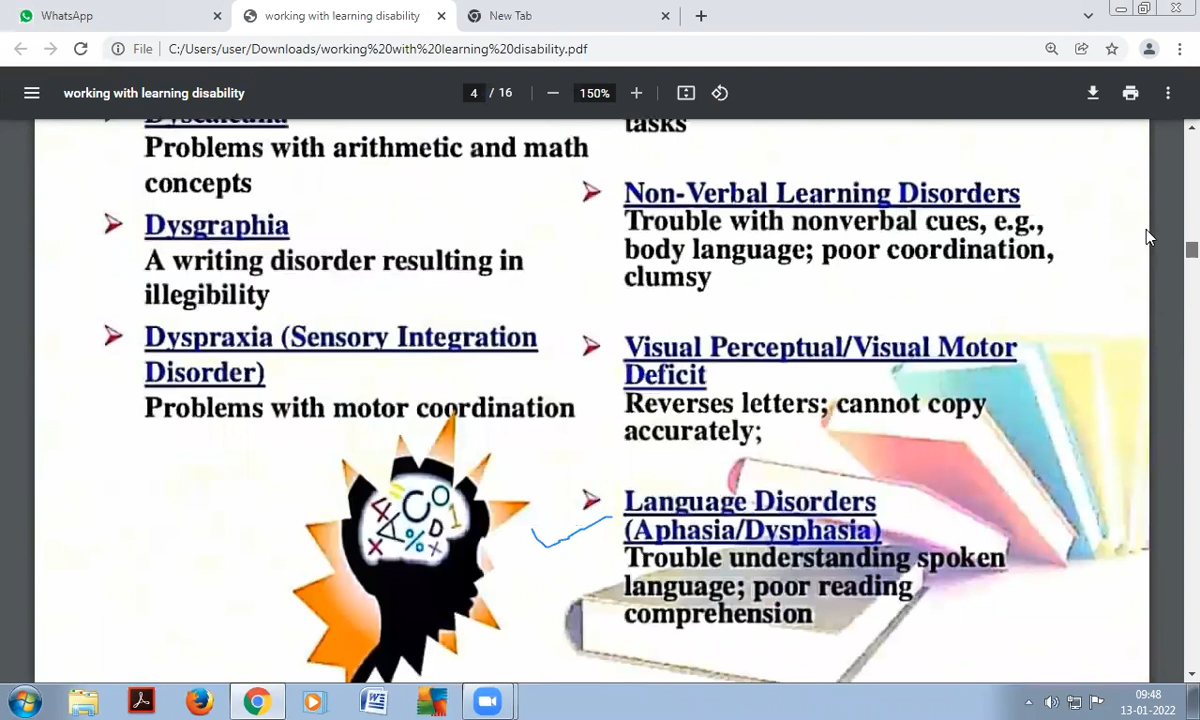 WhatsApp
working with learning disability
New Tab
File
C:/Users/user/Downloads/working%20with%20learning%20disability.pdf
working with learning disability
4 / 16
150%
Problems with arithmetic and math
concepts
Dysgraphia
A writing disorder resulting in
illegibility
Dyspraxia (Sensory Integration
Disorder)
Problems with motor coordination
tasks
Non-Verbal Learning Disorders
Trouble with nonverbal cues, e.g.,
body language; poor coordination,
clumsy
Visual Perceptual/Visual Motor
Deficit
Reverses letters; cannot copy
accurately;
Language Disorders
(Aphasia/Dysphasia)
Trouble understanding spoken
language; poor reading
comprehension
09:48
13-01-2022